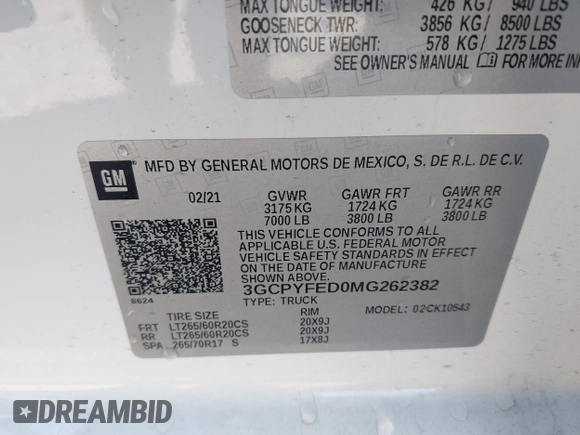 MAX TONGUE WEIGHT: 426 KG/ 940 LBS
GOOSENECK TWR: 3856 KG / 8500 LBS
MAX TONGUE WEIGHT: 578 KG / 1275 LBS
SEE OWNER'S MANUAL FOR MORE
GM
MFD BY GENERAL MOTORS DE MEXICO, S. DE R.L. DE C.V.
02/21 GVWR GAWR FRT GAWR RR
3175 KG 1724 KG 1724 KG
7000 LB 3800 LB 3800 LB
THIS VEHICLE CONFORMS TO ALL
APPLICABLE U.S. FEDERAL MOTOR
VEHICLE SAFETY STANDARDS IN
EFFECT ON THE DATE OF MANUFACTURE
SHOWN ABOVE.
8624 3GCPYFED0MG262382
TYPE: TRUCK MODEL: 02CK10543
TIRE SIZE RIM
FRT LT265/60R20CS 20X9J
RR LT265/60R20CS 20X9J
SPA 265/70R17 S 17X8J
DREAMBID